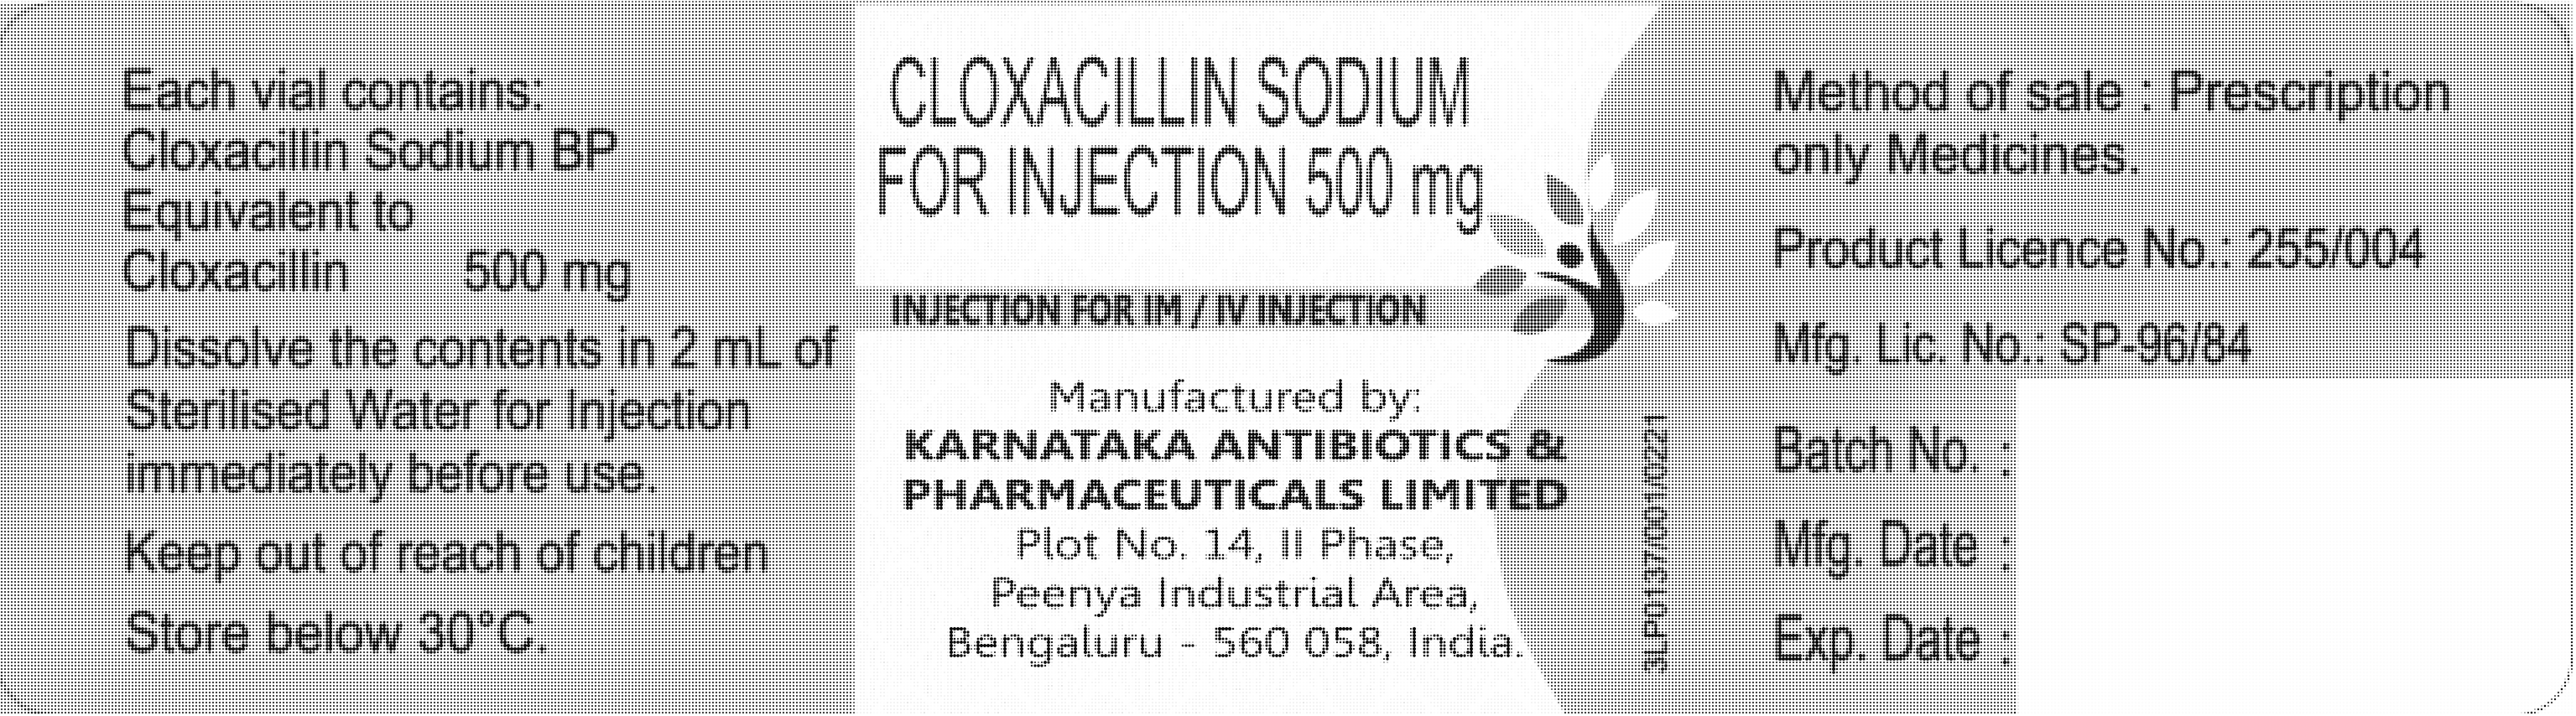 Each vial contains:
Cloxacillin Sodium BP
Equivalent to
Cloxacillin 500 mg
Dissolve the contents in 2 mL of
Sterilised Water for Injection
immediately before use.
Keep out of reach of children
Store below 30°C.
CLOXACILLIN SODIUM
FOR INJECTION 500 mg
INJECTION FOR IM / IV INJECTION
Manufactured by:
KARNATAKA ANTIBIOTICS &
PHARMACEUTICALS LIMITED
Plot No. 14, II Phase,
Peenya Industrial Area,
Bengaluru - 560 058, India.
3LPD137/001/0221
Method of sale : Prescription
only Medicines.
Product Licence No.: 255/004
Mfg. Lic. No.: SP-96/84
Batch No. :
Mfg. Date :
Exp. Date :